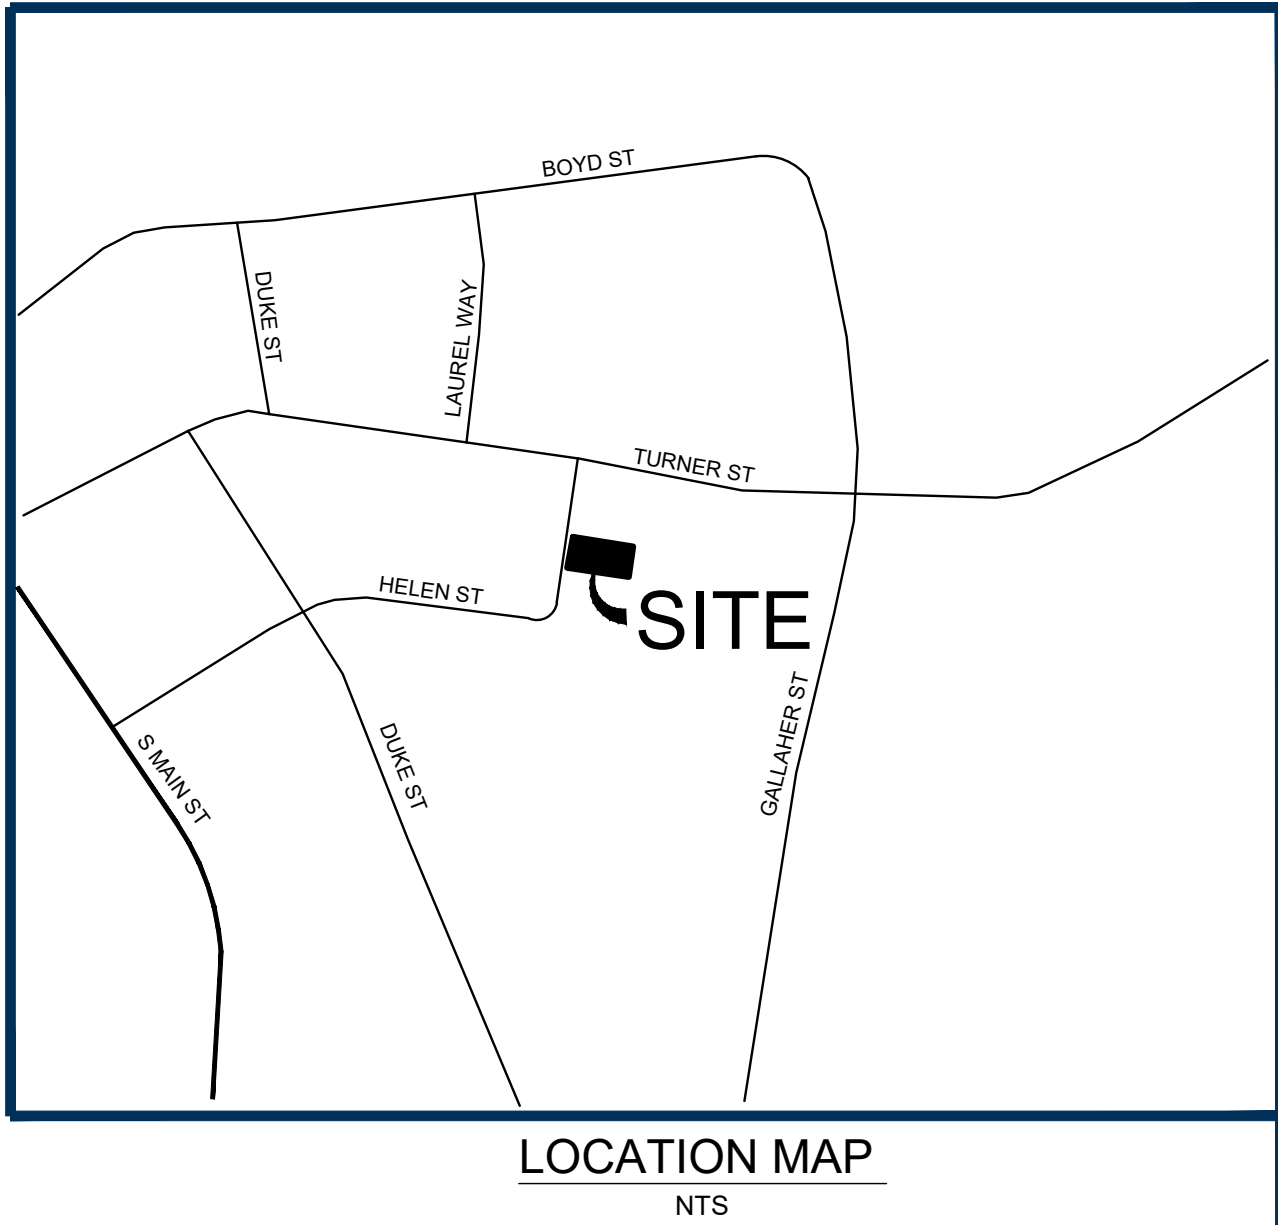 BOYD ST
DUKE ST
LAUREL WAY
TURNER ST
HELEN ST
SITE
GALLAHER ST
S MAIN ST
DUKE ST
LOCATION MAP
NTS